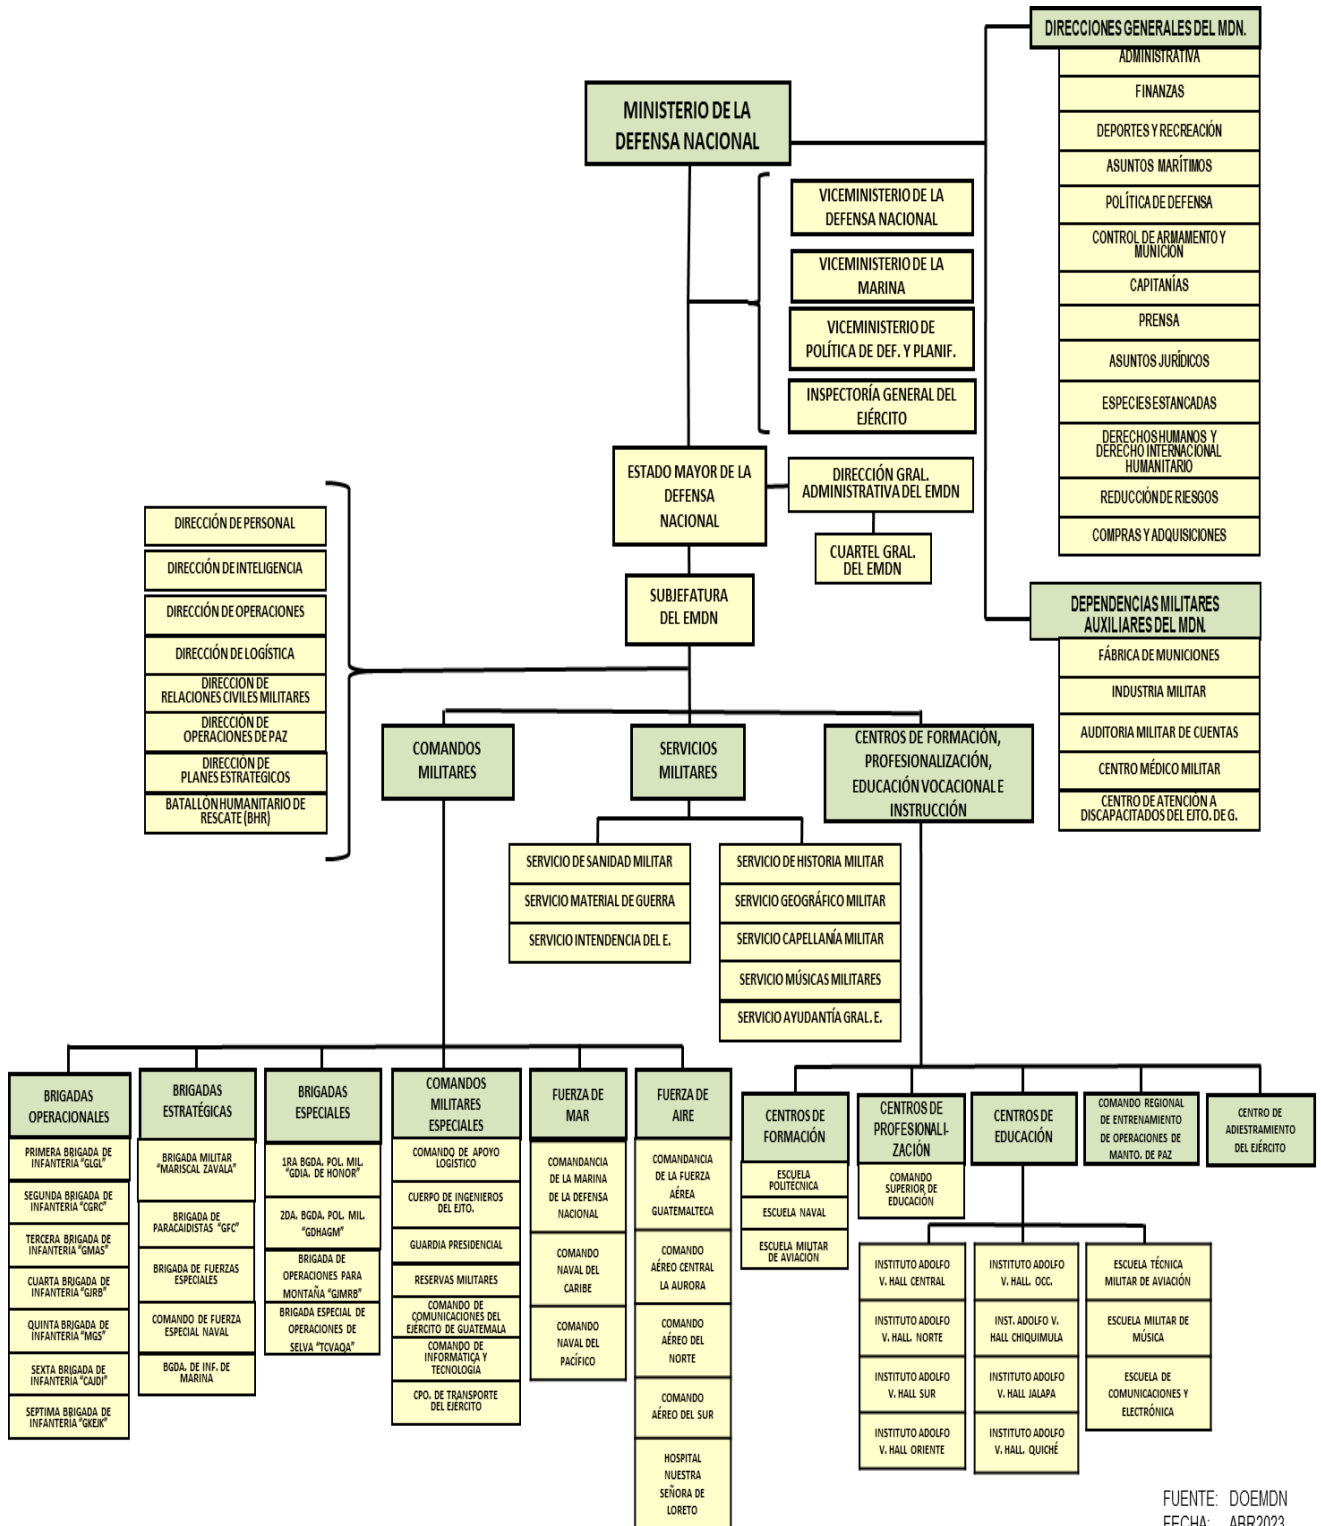 MINISTERIO DE LA
DEFENSA NACIONAL
DIRECCIONES GENERALES DEL MDN.
ADMINISTRATIVA
FINANZAS
DEPORTES Y RECREACIÓN
ASUNTOS MARÍTIMOS
POLÍTICA DE DEFENSA
CONTROL DE ARMAMENTO Y
MUNICIÓN
CAPITANÍAS
PRENSA
ASUNTOS JURÍDICOS
ESPECIES ESTANCADAS
DERECHOS HUMANOS Y
DERECHO INTERNACIONAL
HUMANITARIO
REDUCCIÓN DE RIESGOS
COMPRAS Y ADQUISICIONES
DEPENDENCIAS MILITARES
AUXILIARES DEL MDN.
FÁBRICA DE MUNICIONES
INDUSTRIA MILITAR
AUDITORIA MILITAR DE CUENTAS
CENTRO MÉDICO MILITAR
CENTRO DE ATENCIÓN A
DISCAPACITADOS DEL EJTO. DE G.
VICEMINISTERIO DE LA
DEFENSA NACIONAL
VICEMINISTERIO DE LA
MARINA
VICEMINISTERIO DE
POLÍTICA DE DEF. Y PLANIF.
INSPECTORÍA GENERAL DEL
EJÉRCITO
ESTADO MAYOR DE LA
DEFENSA
NACIONAL
DIRECCIÓN GRAL.
ADMINISTRATIVA DEL EMDN
CUARTEL GRAL.
DEL EMDN
SUBJEFATURA
DEL EMDN
DIRECCIÓN DE PERSONAL
DIRECCIÓN DE INTELIGENCIA
DIRECCIÓN DE OPERACIONES
DIRECCIÓN DE LOGÍSTICA
DIRECCION DE
RELACIONES CIVILES MILITARES
DIRECCIÓN DE
OPERACIONES DE PAZ
DIRECCIÓN DE
PLANES ESTRATÉGICOS
BATALLÓN HUMANITARIO DE
RESCATE (BHR)
COMANDOS
MILITARES
SERVICIOS
MILITARES
CENTROS DE FORMACIÓN,
PROFESIONALIZACIÓN,
EDUCACIÓN VOCACIONAL E
INSTRUCCIÓN
SERVICIO DE SANIDAD MILITAR
SERVICIO MATERIAL DE GUERRA
SERVICIO INTENDENCIA DEL E.
SERVICIO DE HISTORIA MILITAR
SERVICIO GEOGRÁFICO MILITAR
SERVICIO CAPELLANÍA MILITAR
SERVICIO MÚSICAS MILITARES
SERVICIO AYUDANTÍA GRAL. E.
BRIGADAS
OPERACIONALES
PRIMERA BRIGADA DE
INFANTERIA "GLGL"
SEGUNDA BRIGADA DE
INFANTERIA "CGRC"
TERCERA BRIGADA DE
INFANTERIA "GMAS"
CUARTA BRIGADA DE
INFANTERÍA "GJRB"
QUINTA BRIGADA DE
INFANTERÍA "MGS"
SEXTA BRIGADA DE
INFANTERÍA "CAJDI"
SEPTIMA BRIGADA DE
INFANTERÍA "GKEJK"
BRIGADAS
ESTRATÉGICAS
BRIGADA MILITAR
"MARISCAL ZAVALA"
BRIGADA DE
PARACAIDISTAS "GFC"
BRIGADA DE FUERZAS
ESPECIALES
COMANDO DE FUERZA
ESPECIAL NAVAL
BGDA. DE INF. DE
MARINA
BRIGADAS
ESPECIALES
1RA BGDA. POL. MIL.
"GDIA. DE HONOR"
2DA. BGDA. POL. MIL.
"GDHAGM"
BRIGADA DE
OPERACIONES PARA
MONTAÑA "GJMRB"
BRIGADA ESPECIAL DE
OPERACIONES DE
SELVA "TCVAQA"
COMANDOS
MILITARES
ESPECIALES
COMANDO DE APOYO
LOGISTICO
CUERPO DE INGENIEROS
DEL EJTO.
GUARDIA PRESIDENCIAL
RESERVAS MILITARES
COMANDO DE
COMUNICACIONES DEL
EJÉRCITO DE GUATEMALA
COMANDO DE
INFORMÁTICA Y
TECNOLOGÍA
CPO. DE TRANSPORTE
DEL EJÉRCITO
FUERZA DE
MAR
COMANDANCIA
DE LA MARINA
DE LA DEFENSA
NACIONAL
COMANDO
NAVAL DEL
CARIBE
COMANDO
NAVAL DEL
PACÍFICO
FUERZA DE
AIRE
COMANDANCIA
DE LA FUERZA
AÉREA
GUATEMALTECA
COMANDO
AÉREO CENTRAL
LA AURORA
COMANDO
AÉREO DEL
NORTE
COMANDO
AÉREO DEL SUR
HOSPITAL
NUESTRA
SEÑORA DE
LORETO
CENTROS DE
FORMACIÓN
ESCUELA
POLITÉCNICA
ESCUELA NAVAL
ESCUELA MILITAR
DE AVIACIÓN
CENTROS DE
PROFESIONALI-
ZACIÓN
COMANDO
SUPERIOR DE
EDUCACIÓN
CENTROS DE
EDUCACIÓN
INSTITUTO ADOLFO
V. HALL CENTRAL
INSTITUTO ADOLFO
V. HALL. NORTE
INSTITUTO ADOLFO
V. HALL SUR
INSTITUTO ADOLFO
V. HALL ORIENTE
INSTITUTO ADOLFO
V. HALL. OCC.
INST. ADOLFO V.
HALL CHIQUIMULA
INSTITUTO ADOLFO
V. HALL JALAPA
INSTITUTO ADOLFO
V. HALL. QUICHÉ
ESCUELA TÉCNICA
MILITAR DE AVIACIÓN
ESCUELA MILITAR DE
MÚSICA
ESCUELA DE
COMUNICACIONES Y
ELECTRÓNICA
COMANDO REGIONAL
DE ENTRENAMIENTO
DE OPERACIONES DE
MANTO. DE PAZ
CENTRO DE
ADIESTRAMIENTO
DEL EJÉRCITO
FUENTE: DOEMDN
FECHA: ABR2023